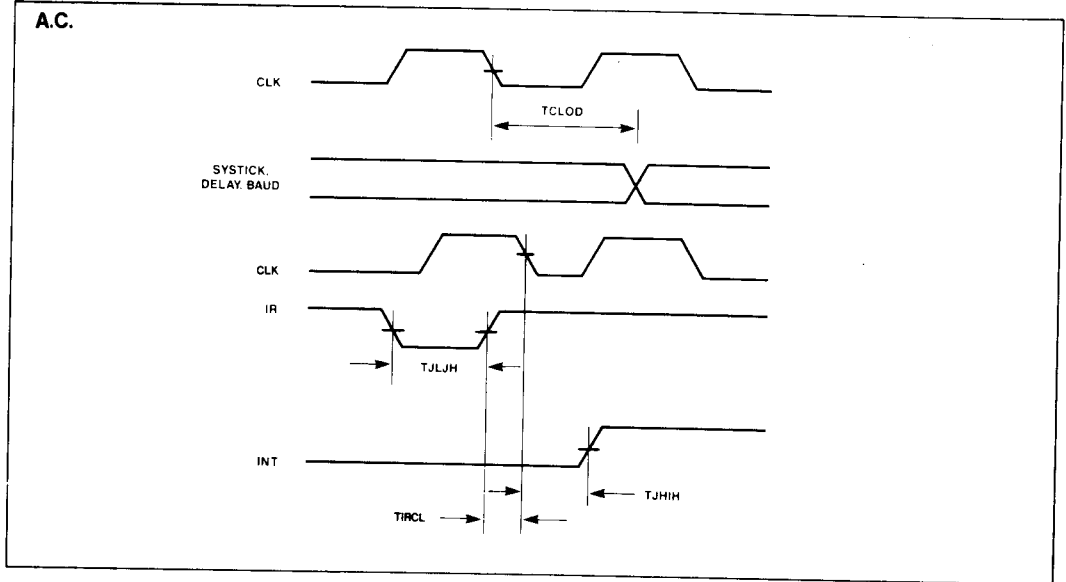 A.C.
CLK
TCLOD
SYSTICK.
DELAY. BAUD
CLK
IR
TJLJH
INT
TJHIH
TIRCL